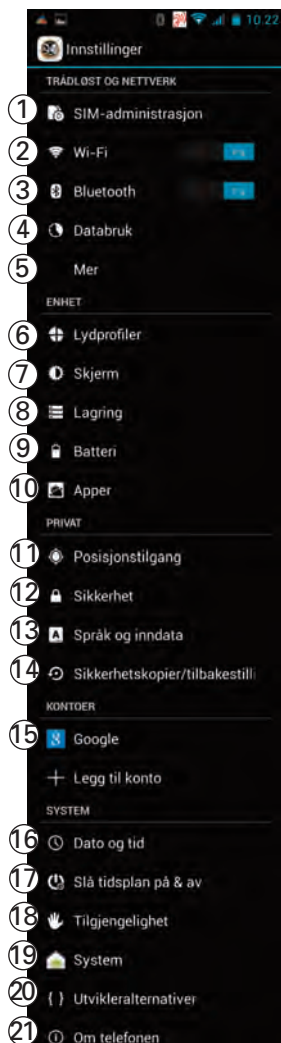 10.22
Innstillinger
TRÅDLØST OG NETTVERK
1 SIM-administrasjon
2 Wi-Fi
3 Bluetooth
4 Databruk
5 Mer
ENHET
6 Lydprofiler
7 Skjerm
8 Lagring
9 Batteri
10 Apper
PRIVAT
11 Posisjonstilgang
12 Sikkerhet
13 A Språk og inndata
14 Sikkerhetskopier/tilbakestill
KONTOER
15 8 Google
Legg til konto
SYSTEM
16 Dato og tid
17 Slå tidsplan på & av
18 Tilgjengelighet
19 System
20 { } Utvikleralternativer
21 Om telefonen